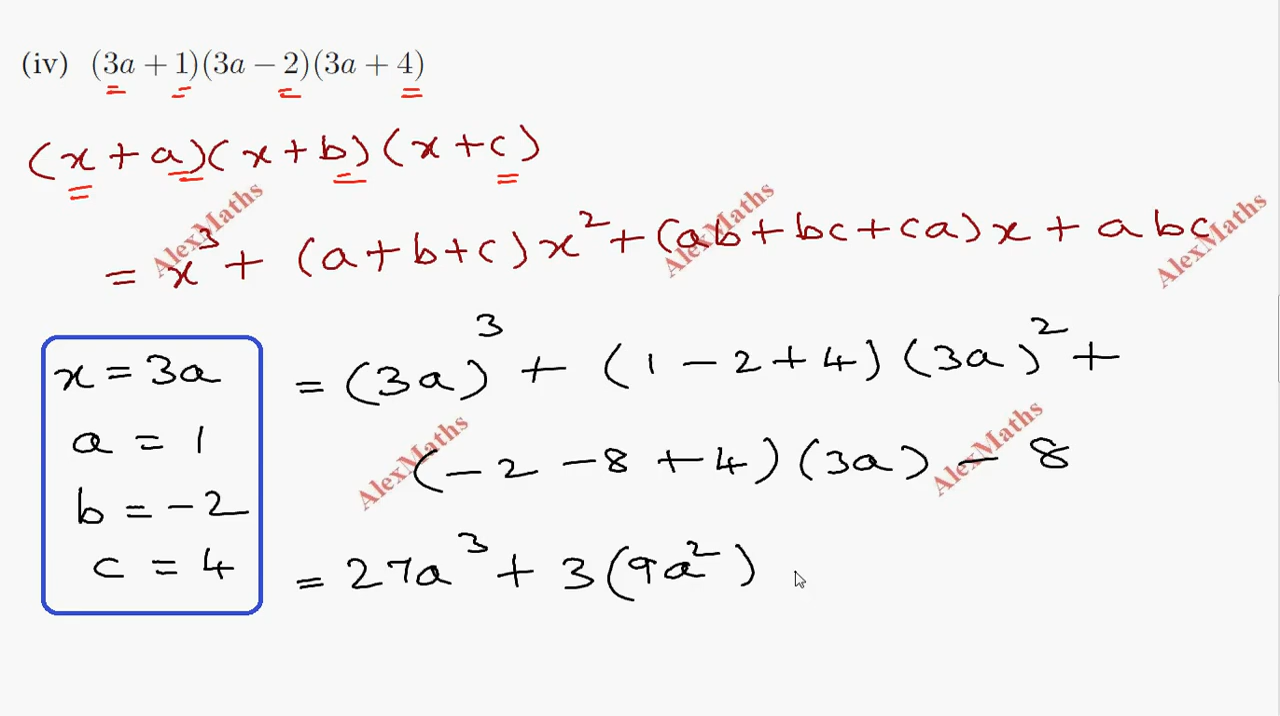 (iv) (3a + 1)(3a − 2)(3a + 4)
(x + a)(x + b)(x + c)
= x³ + (a + b + c)x² + (ab + bc + ca)x + abc
AlexMaths AlexMaths AlexMaths
x = 3a
a = 1
b = −2
c = 4
= (3a)³ + (1 − 2 + 4)(3a)² +
(−2 − 8 + 4)(3a) − 8
AlexMaths AlexMaths
= 27a³ + 3(9a²)